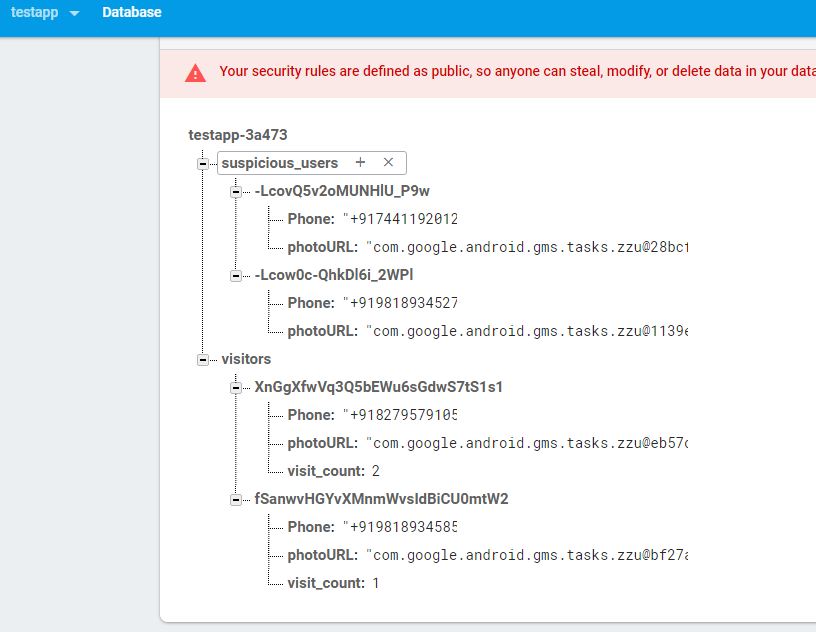 testapp Database
Your security rules are defined as public, so anyone can steal, modify, or delete data in your data
testapp-3a473
suspicious_users + ×
-LcovQ5v2oMUNHlU_P9w
Phone: "+917441192012
photoURL: "com.google.android.gms.tasks.zzu@28bcf
-Lcow0c-QhkDl6i_2WPl
Phone: "+919818934527
photoURL: "com.google.android.gms.tasks.zzu@1139e
visitors
XnGgXfwVq3Q5bEWu6sGdwS7tS1s1
Phone: "+918279579105
photoURL: "com.google.android.gms.tasks.zzu@eb57c
visit_count: 2
fSanwvHGYvXMnmWvsIdBiCU0mtW2
Phone: "+919818934585
photoURL: "com.google.android.gms.tasks.zzu@bf27a
visit_count: 1